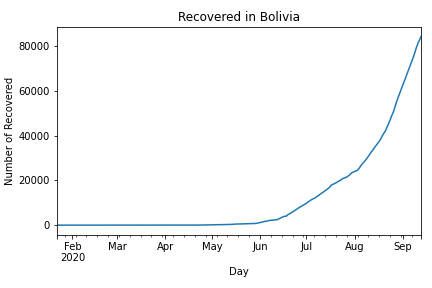 Recovered in Bolivia
Number of Recovered
80000
60000
40000
20000
0
Feb Mar Apr May Jun Jul Aug Sep
2020
Day